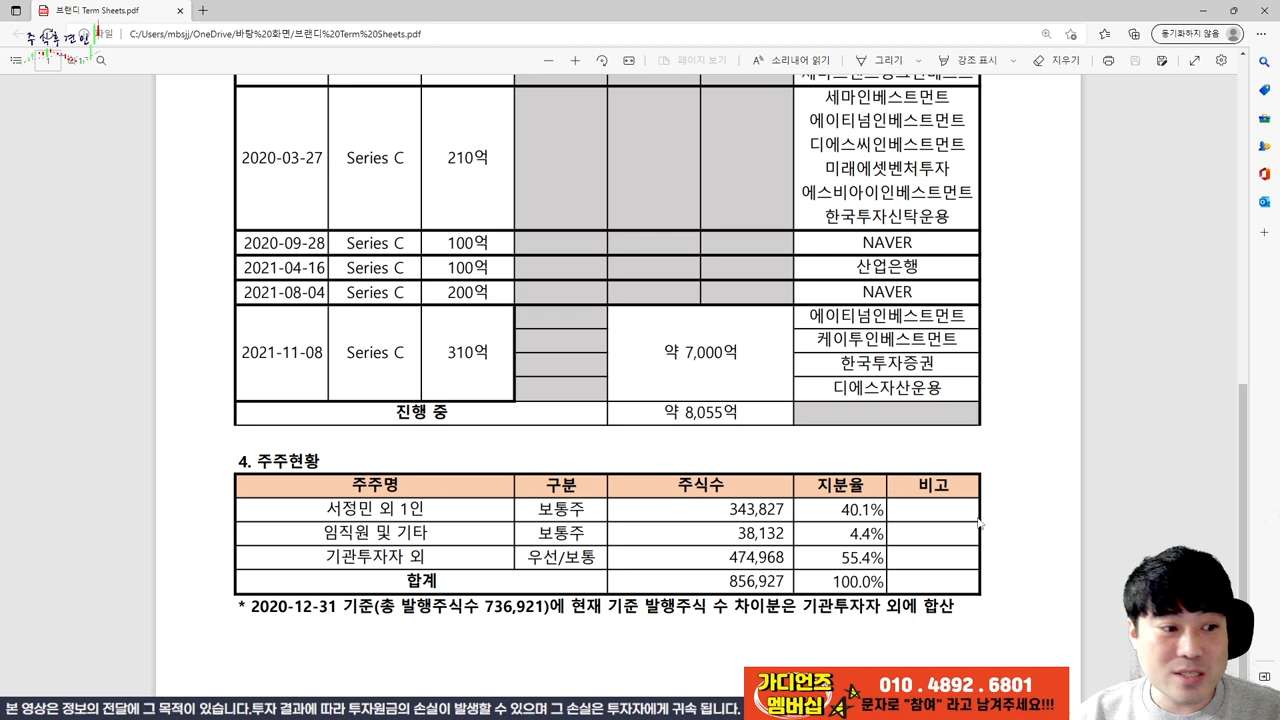 브랜디 Term Sheets.pdf
주식후견인
파일
C:/Users/mbsjj/OneDrive/바탕%20화면/브랜디%20Term%20Sheets.pdf
동기화하지 않음
페이지 보기
소리내어 읽기
그리기
강조 표시
지우기
2020-03-27 Series C 210억
세마인베스트먼트
에이티넘인베스트먼트
디에스씨인베스트먼트
미래에셋벤처투자
에스비아이인베스트먼트
한국투자신탁운용
2020-09-28 Series C 100억 NAVER
2021-04-16 Series C 100억 산업은행
2021-08-04 Series C 200억 NAVER
2021-11-08 Series C 310억 약 7,000억
에이티넘인베스트먼트
케이투인베스트먼트
한국투자증권
디에스자산운용
진행 중 약 8,055억
4. 주주현황
주주명 구분 주식수 지분율 비고
서정민 외 1인 보통주 343,827 40.1%
임직원 및 기타 보통주 38,132 4.4%
기관투자자 외 우선/보통 474,968 55.4%
합계 856,927 100.0%
* 2020-12-31 기준(총 발행주식수 736,921)에 현재 기준 발행주식 수 차이분은 기관투자자 외에 합산
가디언즈
멤버십
010 . 4892 . 6801
문자로 "참여" 라고 남겨주세요!!!
본 영상은 정보의 전달에 그 목적이 있습니다.투자 결과에 따라 투자원금의 손실이 발생할 수 있으며 그 손실은 투자자에게 귀속 됩니다.